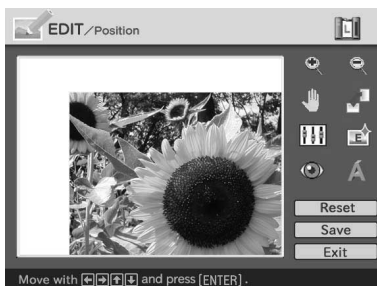 EDIT/Position
L
E
A
Reset
Save
Exit
Move with ←→↑↓ and press [ENTER].